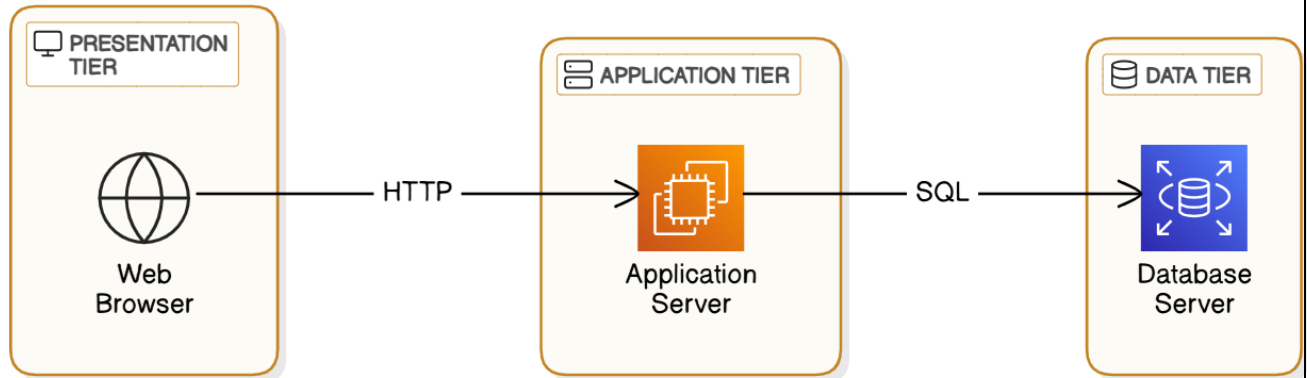 PRESENTATION
TIER
APPLICATION TIER
DATA TIER
HTTP
SQL
Web
Browser
Application
Server
Database
Server